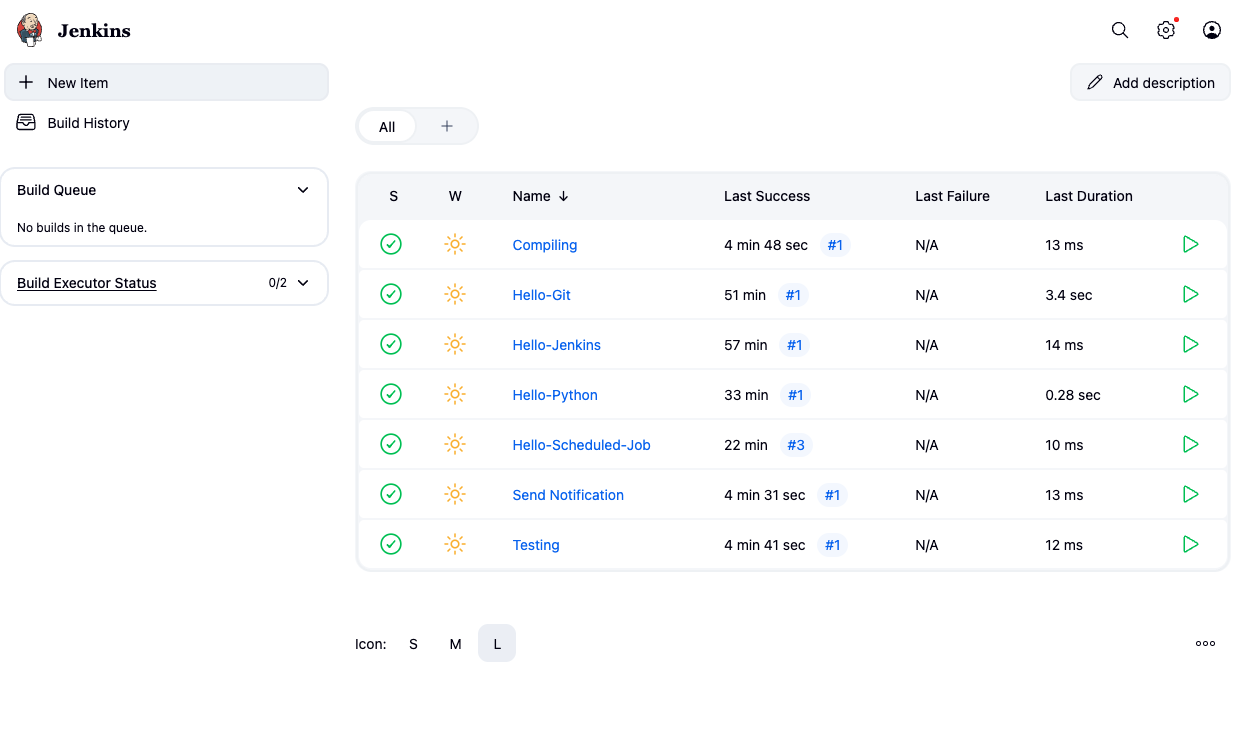 Jenkins
New Item
Add description
Build History
All
Build Queue
No builds in the queue.
Build Executor Status 0/2
S W Name ↓ Last Success Last Failure Last Duration
Compiling 4 min 48 sec #1 N/A 13 ms
Hello-Git 51 min #1 N/A 3.4 sec
Hello-Jenkins 57 min #1 N/A 14 ms
Hello-Python 33 min #1 N/A 0.28 sec
Hello-Scheduled-Job 22 min #3 N/A 10 ms
Send Notification 4 min 31 sec #1 N/A 13 ms
Testing 4 min 41 sec #1 N/A 12 ms
Icon: S M L